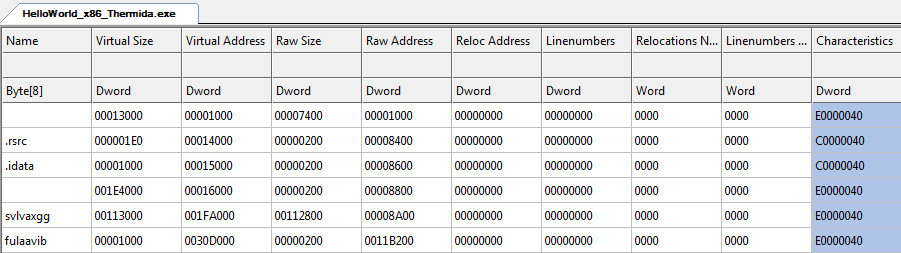 HelloWorld_x86_Thermida.exe
Name Virtual Size Virtual Address Raw Size Raw Address Reloc Address Linenumbers Relocations N... Linenumbers ... Characteristics
Byte[8] Dword Dword Dword Dword Dword Dword Word Word Dword
00013000 00001000 00007400 00001000 00000000 00000000 0000 0000 E0000040
.rsrc 000001E0 00014000 00000200 00008400 00000000 00000000 0000 0000 C0000040
.idata 00001000 00015000 00000200 00008600 00000000 00000000 0000 0000 C0000040
001E4000 00016000 00000200 00008800 00000000 00000000 0000 0000 E0000040
svlvaxgg 00113000 001FA000 00112800 00008A00 00000000 00000000 0000 0000 E0000040
fulaavib 00001000 0030D000 00000200 0011B200 00000000 00000000 0000 0000 E0000040